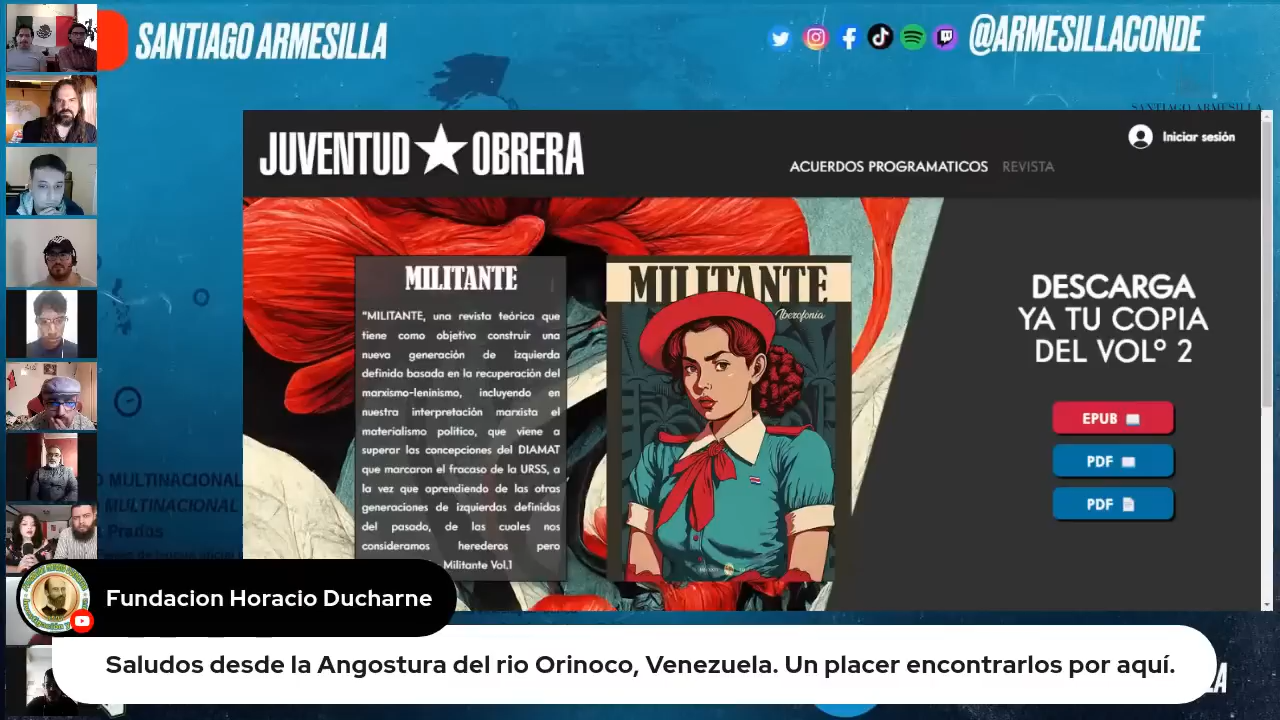 SANTIAGO ARMESILLA
@ARMESILLACONDE
SANTIAGO ARMESILLA
JUVENTUD OBRERA
Iniciar sesión
ACUERDOS PROGRAMATICOS REVISTA
MILITANTE
"MILITANTE, una revista teórica que
tiene como objetivo construir una
nueva generación de izquierda
definida basada en la recuperación del
marxismo-leninismo, incluyendo en
nuestra interpretación marxista el
materialismo político, que viene a
superar las concepciones del DIAMAT
que marcaron el fracaso de la URSS, a
la vez que aprendiendo de las otras
generaciones de izquierdas definidas
del pasado, de las cuales nos
consideramos herederos pero
Militante Vol.1
MILITANTE
Iberofonía
DESCARGA
YA TU COPIA
DEL VOLº 2
EPUB
PDF
PDF
O MULTINACIONAL
MULTINACIONAL
Prados
Fundacion Horacio Ducharne
Saludos desde la Angostura del rio Orinoco, Venezuela. Un placer encontrarlos por aquí.